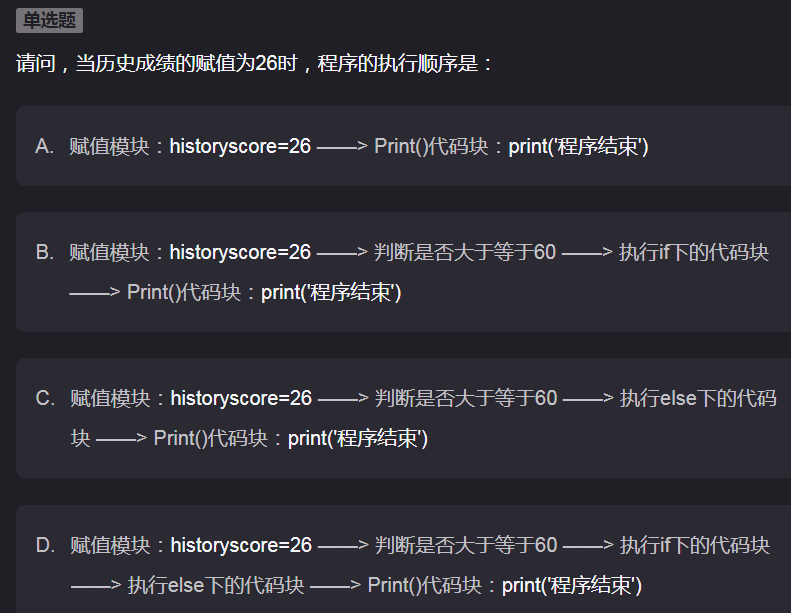 单选题
请问，当历史成绩的赋值为26时，程序的执行顺序是：
A. 赋值模块：historyscore=26 ——> Print()代码块：print('程序结束')
B. 赋值模块：historyscore=26 ——> 判断是否大于等于60 ——> 执行if下的代码块
——> Print()代码块：print('程序结束')
C. 赋值模块：historyscore=26 ——> 判断是否大于等于60 ——> 执行else下的代码
块 ——> Print()代码块：print('程序结束')
D. 赋值模块：historyscore=26 ——> 判断是否大于等于60 ——> 执行if下的代码块
——> 执行else下的代码块 ——> Print()代码块：print('程序结束')